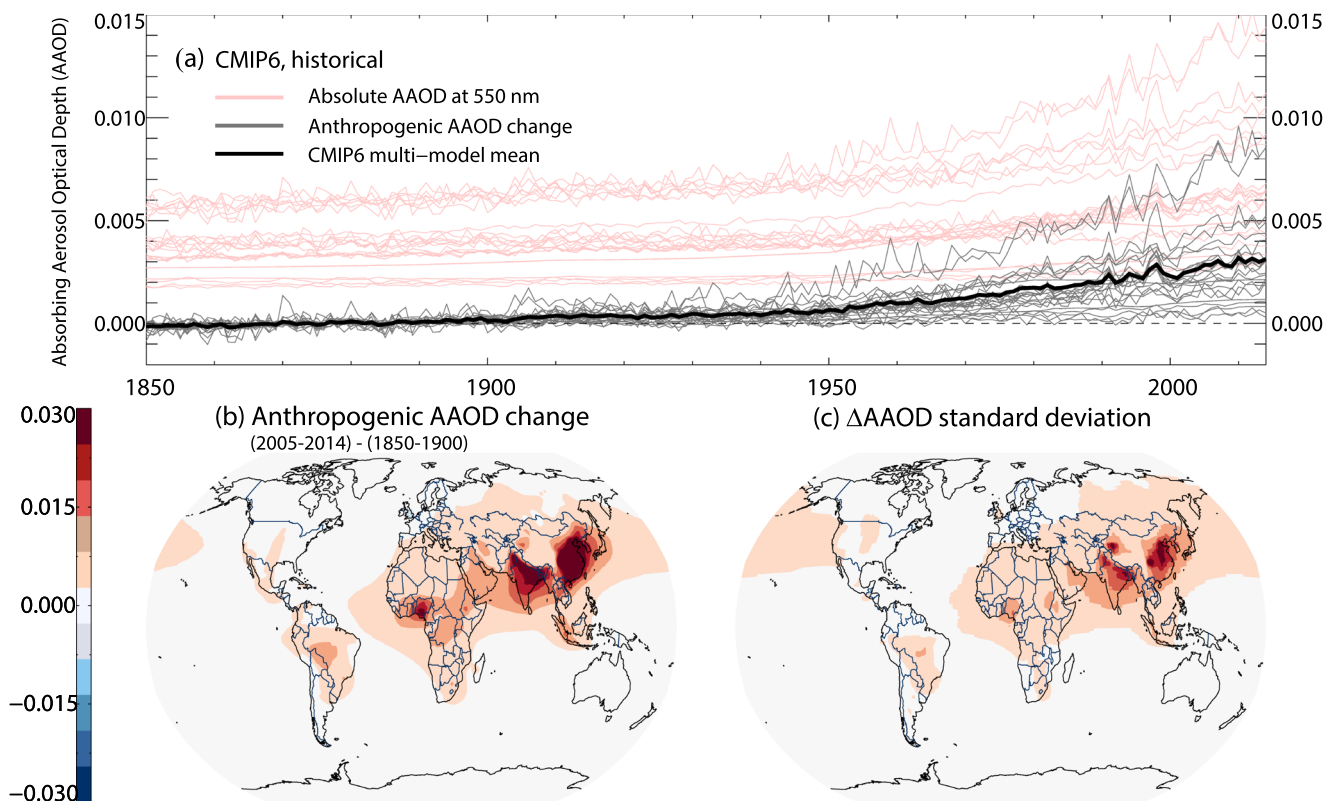 0.015
0.015
(a) CMIP6, historical
Absolute AAOD at 550 nm
Anthropogenic AAOD change
CMIP6 multi−model mean
Absorbing Aerosol Optical Depth (AAOD)
0.010
0.010
0.005
0.005
0.000
0.000
1850
1900
1950
2000
(b) Anthropogenic AAOD change
(2005-2014) - (1850-1900)
(c) ΔAAOD standard deviation
0.030
0.015
0.000
−0.015
−0.030